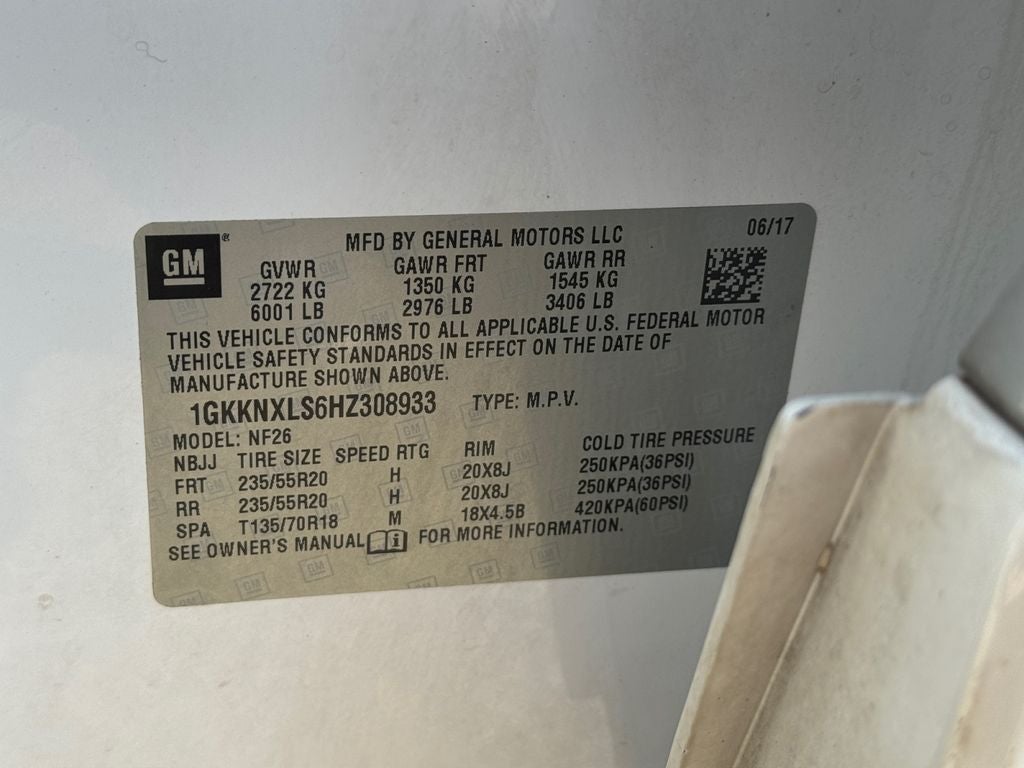 GM®
MFD BY GENERAL MOTORS LLC
06/17
GVWR GAWR FRT GAWR RR
2722 KG 1350 KG 1545 KG
6001 LB 2976 LB 3406 LB
THIS VEHICLE CONFORMS TO ALL APPLICABLE U.S. FEDERAL MOTOR
VEHICLE SAFETY STANDARDS IN EFFECT ON THE DATE OF
MANUFACTURE SHOWN ABOVE.
1GKKNXLS6HZ308933 TYPE: M.P.V.
MODEL: NF26
NBJJ TIRE SIZE SPEED RTG RIM COLD TIRE PRESSURE
FRT 235/55R20 H 20X8J 250KPA(36PSI)
RR 235/55R20 H 20X8J 250KPA(36PSI)
SPA T135/70R18 M 18X4.5B 420KPA(60PSI)
SEE OWNER'S MANUAL i FOR MORE INFORMATION.